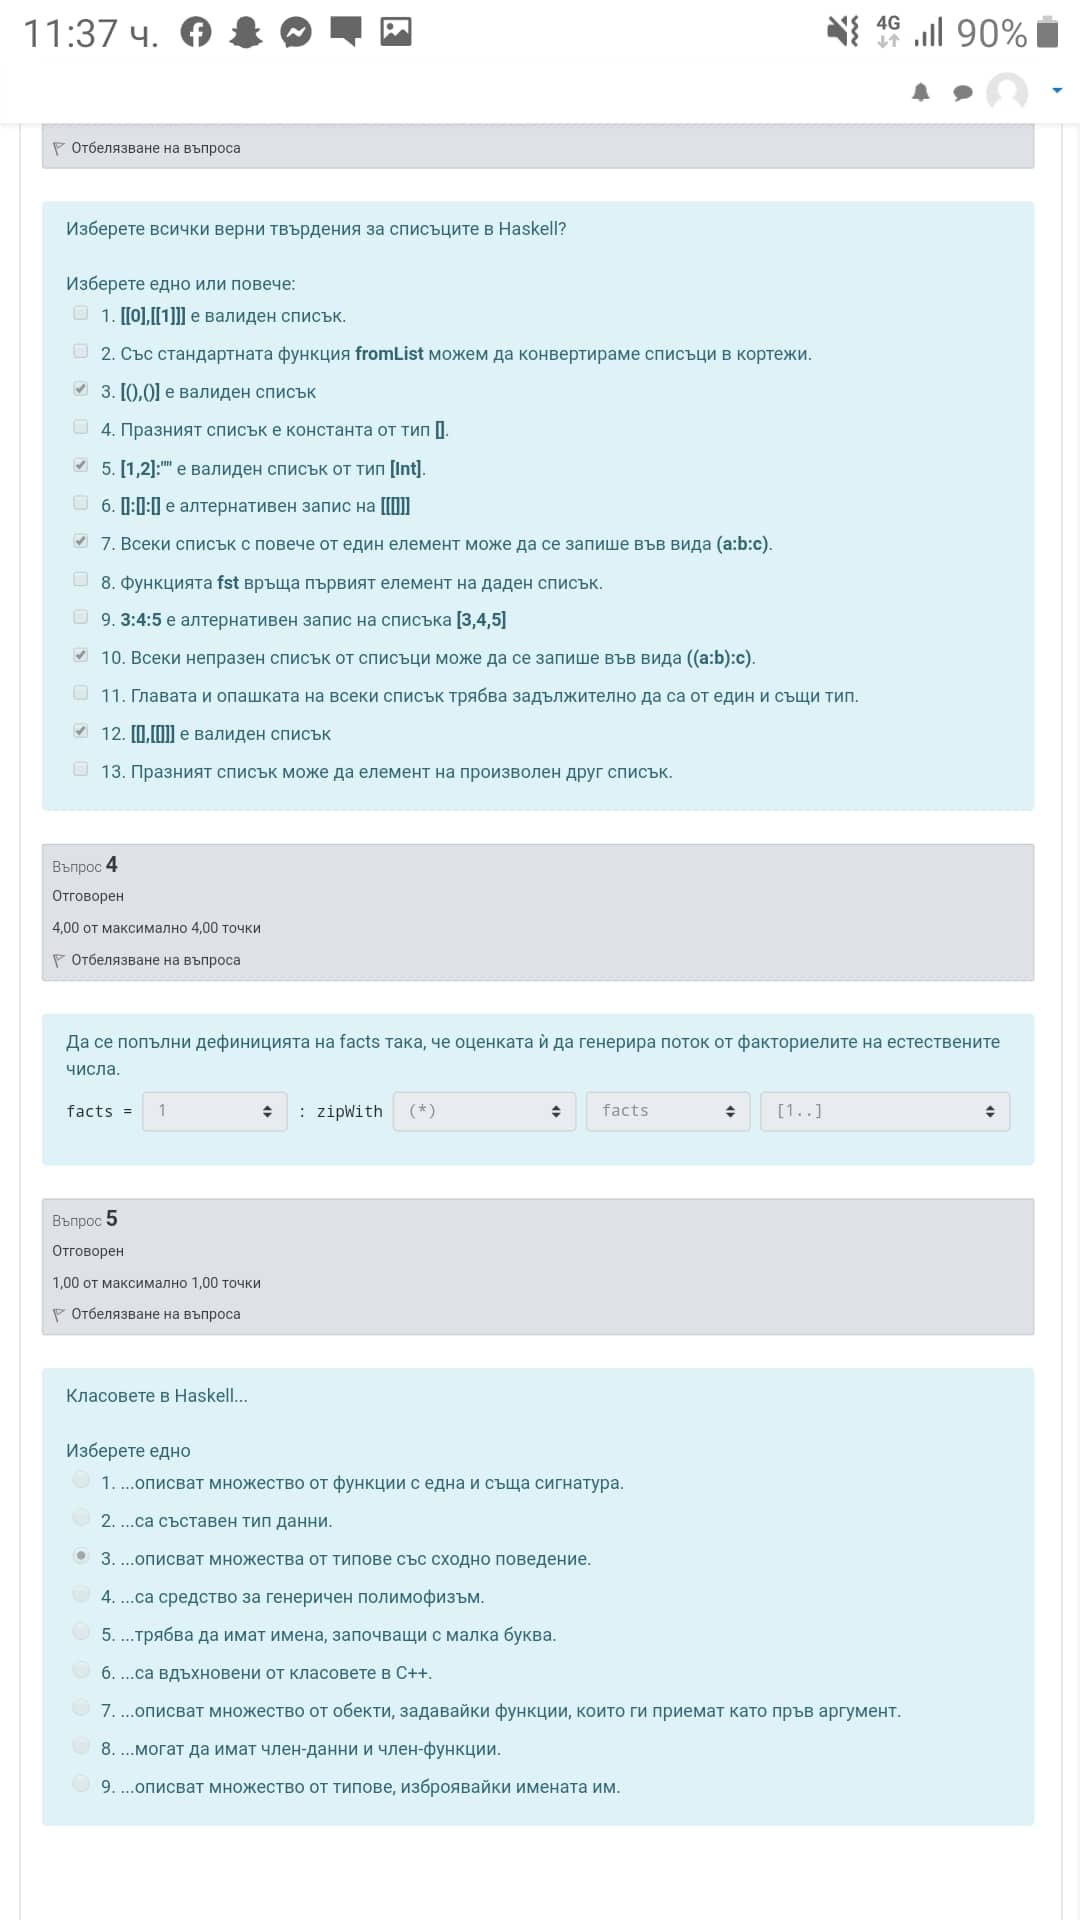 11:37 ч. 4G 90%
Отбелязване на въпроса
Изберете всички верни твърдения за списъците в Haskell?
Изберете едно или повече:
1. [[0],[[1]]] е валиден списък.
2. Със стандартната функция fromList можем да конвертираме списъци в кортежи.
3. [(),()] е валиден списък
4. Празният списък е константа от тип [].
5. [1,2]:"" е валиден списък от тип [Int].
6. []:[]:[] е алтернативен запис на [[[]]]
7. Всеки списък с повече от един елемент може да се запише във вида (a:b:c).
8. Функцията fst връща първият елемент на даден списък.
9. 3:4:5 е алтернативен запис на списъка [3,4,5]
10. Всеки непразен списък от списъци може да се запише във вида ((a:b):c).
11. Главата и опашката на всеки списък трябва задължително да са от един и същи тип.
12. [[],[[]]] е валиден списък
13. Празният списък може да елемент на произволен друг списък.
Въпрос 4
Отговорен
4,00 от максимално 4,00 точки
Отбелязване на въпроса
Да се попълни дефиницията на facts така, че оценката ѝ да генерира поток от факториелите на естествените
числа.
facts = 1 : zipWith (*) facts [1..]
Въпрос 5
Отговорен
1,00 от максимално 1,00 точки
Отбелязване на въпроса
Класовете в Haskell...
Изберете едно
1. ...описват множество от функции с една и съща сигнатура.
2. ...са съставен тип данни.
3. ...описват множества от типове със сходно поведение.
4. ...са средство за генеричен полимофизъм.
5. ...трябва да имат имена, започващи с малка буква.
6. ...са вдъхновени от класовете в C++.
7. ...описват множество от обекти, задавайки функции, които ги приемат като пръв аргумент.
8. ...могат да имат член-данни и член-функции.
9. ...описват множество от типове, изброявайки имената им.